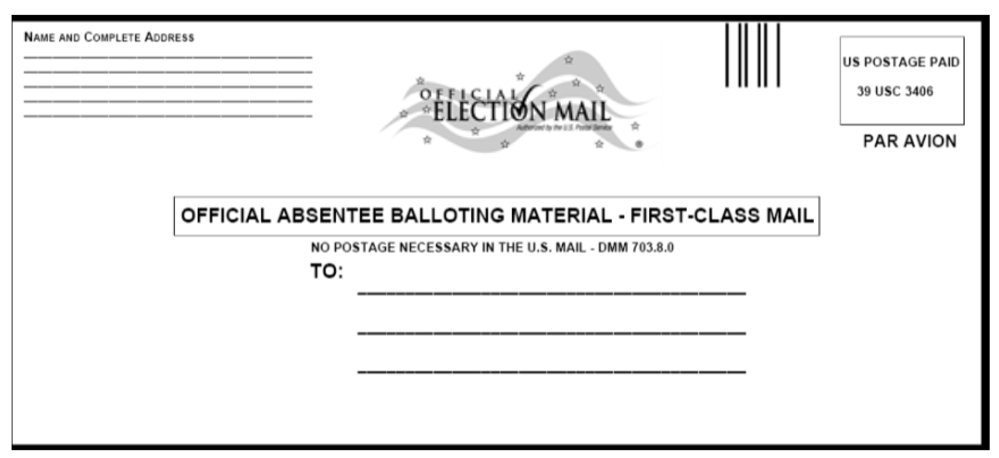 NAME AND COMPLETE ADDRESS
OFFICIAL
ELECTION MAIL
Authorized by the U.S. Postal Service
US POSTAGE PAID
39 USC 3406
PAR AVION
OFFICIAL ABSENTEE BALLOTING MATERIAL - FIRST-CLASS MAIL
NO POSTAGE NECESSARY IN THE U.S. MAIL - DMM 703.8.0
TO: